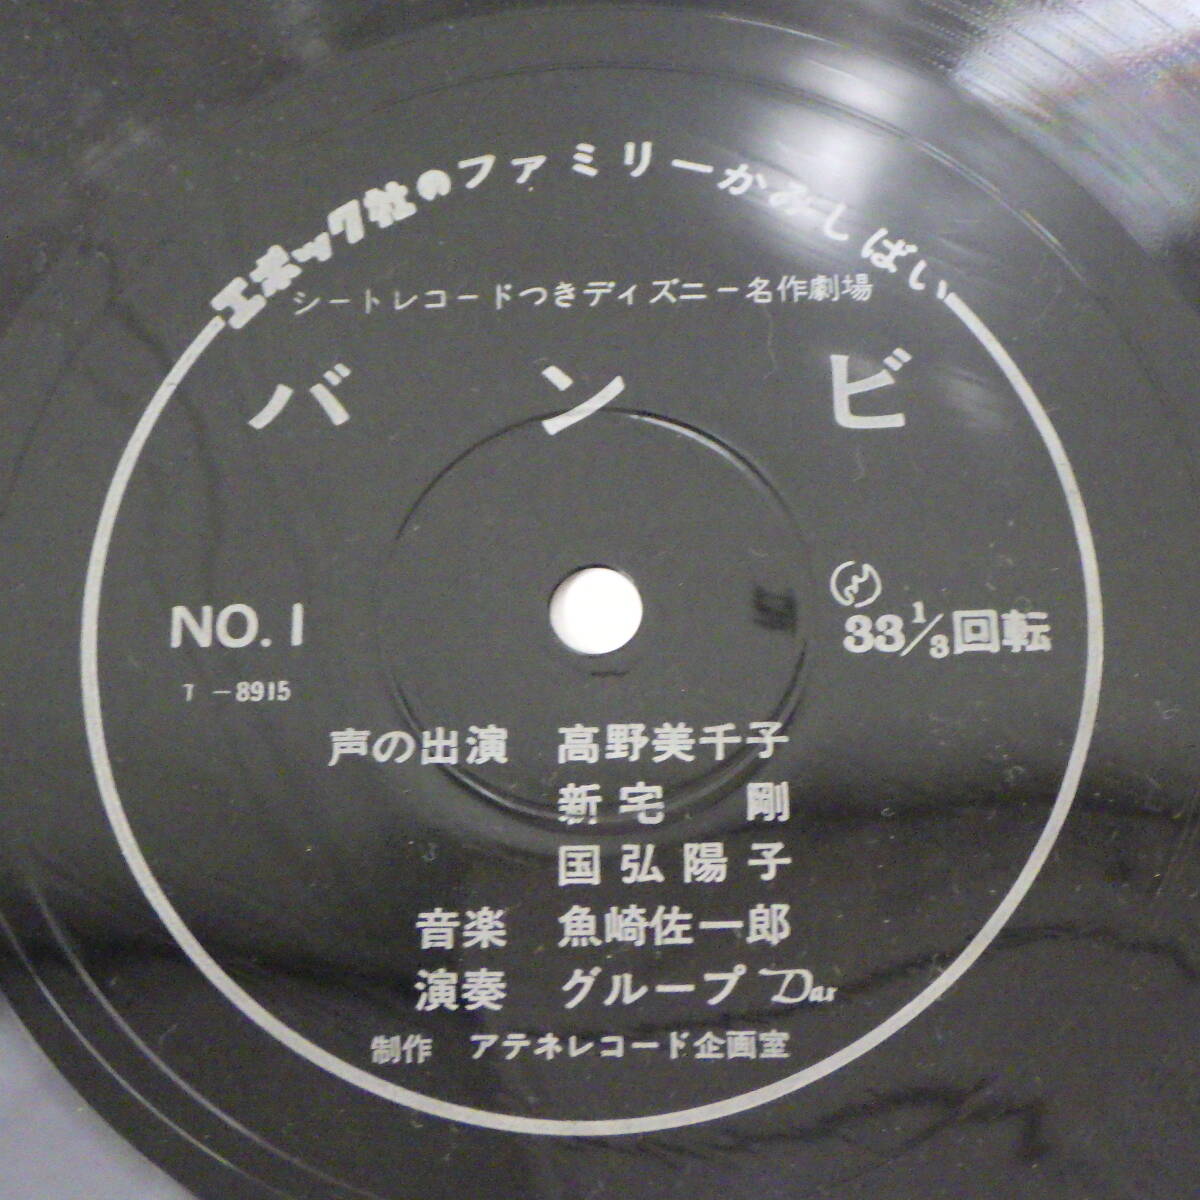 エポック社のファミリーかみしばい
シートレコードつきディズニー名作劇場
バンビ
NO. 1
T-8915
33 1/3 回転
声の出演 高野美千子
新宅 剛
国弘陽子
音楽 魚崎佐一郎
演奏 グループ Dar
制作 アテネレコード企画室